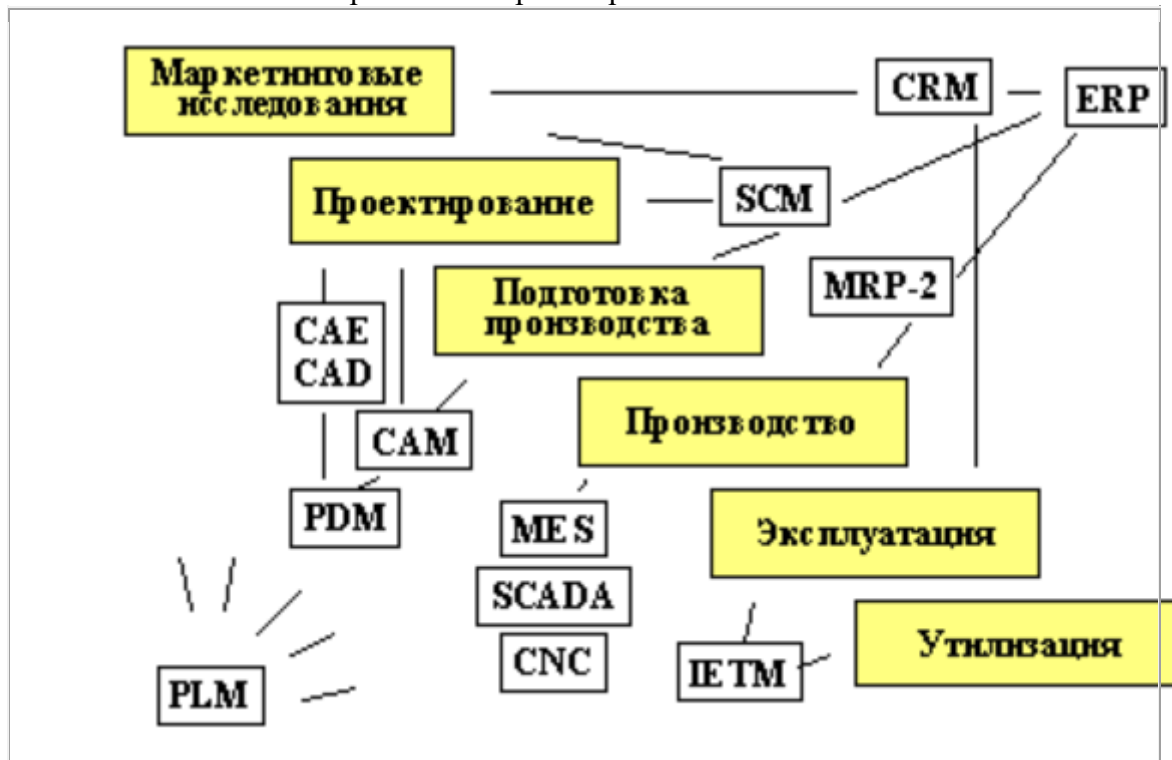 Маркетинговые
исследования
CRM
ERP
Проектирование
SCM
Подготовка
производства
MRP-2
CAE
CAD
Производство
CAM
PDM
MES
Эксплуатация
SCADA
CNC
IETM
Утилизация
PLM